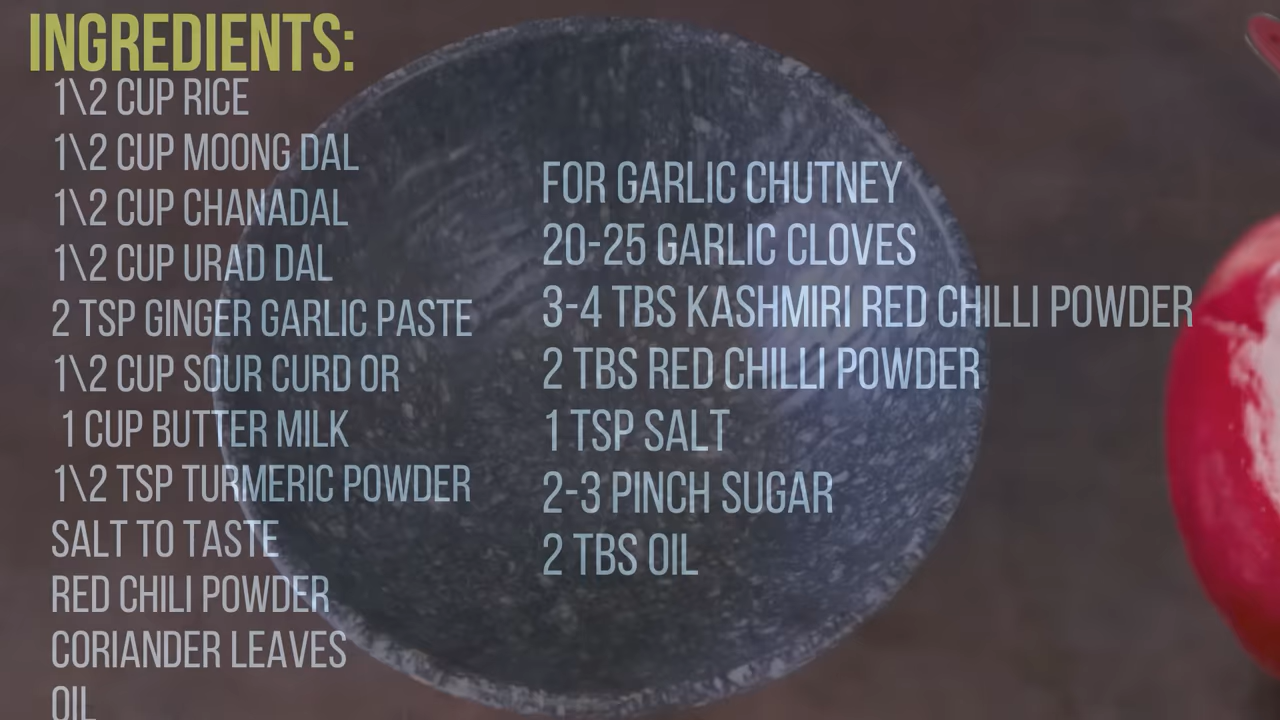 INGREDIENTS:
1\2 CUP RICE
1\2 CUP MOONG DAL
1\2 CUP CHANADAL
1\2 CUP URAD DAL
2 TSP GINGER GARLIC PASTE
1\2 CUP SOUR CURD OR
1 CUP BUTTER MILK
1\2 TSP TURMERIC POWDER
SALT TO TASTE
RED CHILI POWDER
CORIANDER LEAVES
OIL
FOR GARLIC CHUTNEY
20-25 GARLIC CLOVES
3-4 TBS KASHMIRI RED CHILLI POWDER
2 TBS RED CHILLI POWDER
1 TSP SALT
2-3 PINCH SUGAR
2 TBS OIL